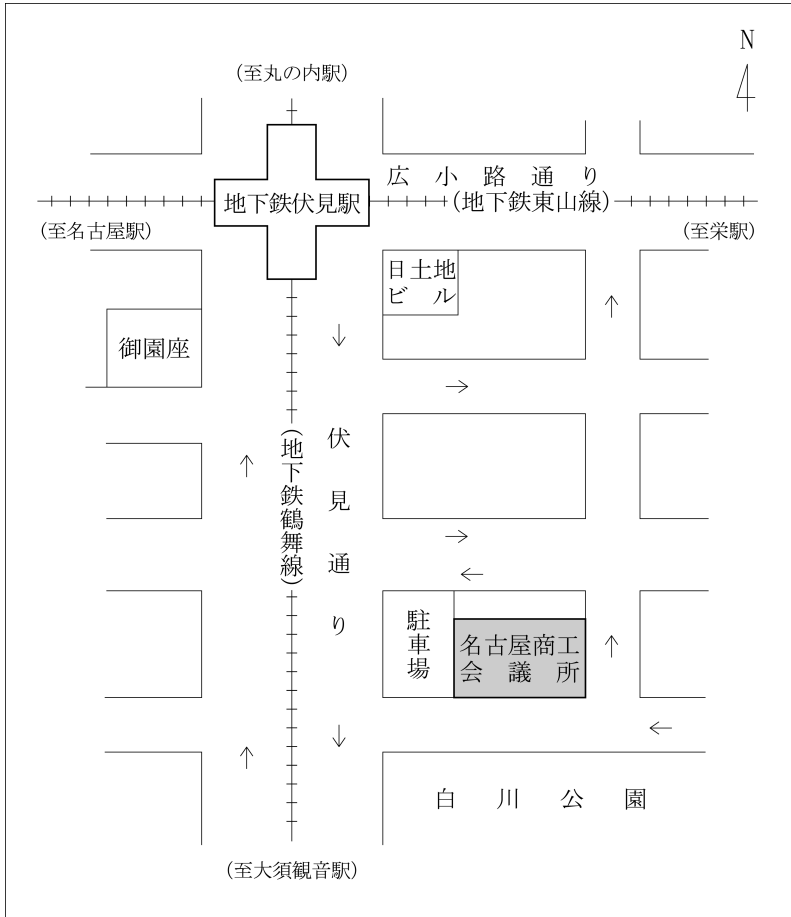 N
(至丸の内駅)
広小路通り
地下鉄伏見駅
(地下鉄東山線)
(至名古屋駅)
(至栄駅)
日土地
ビル
御園座
伏見通り
(地下鉄鶴舞線)
駐車場
名古屋商工
会議所
白川公園
(至大須観音駅)